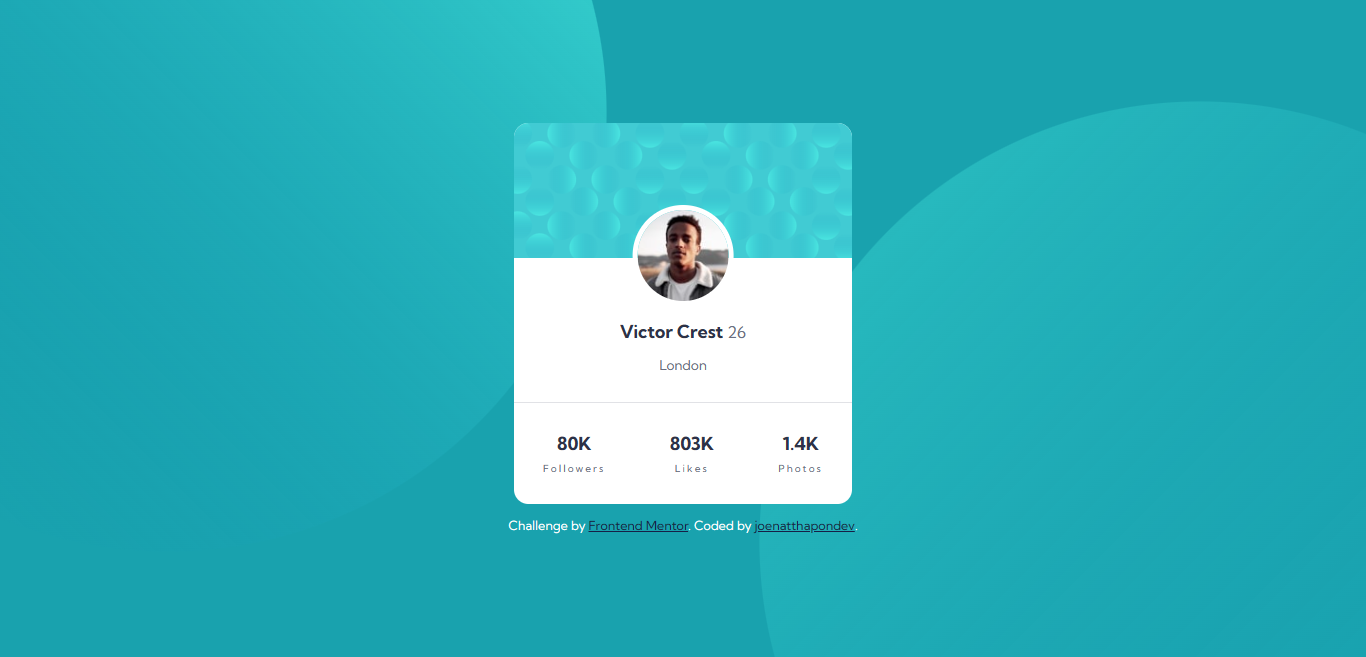 Victor Crest 26
London
80K 803K 1.4K
Followers Likes Photos
Challenge by Frontend Mentor. Coded by joenatthapondev.